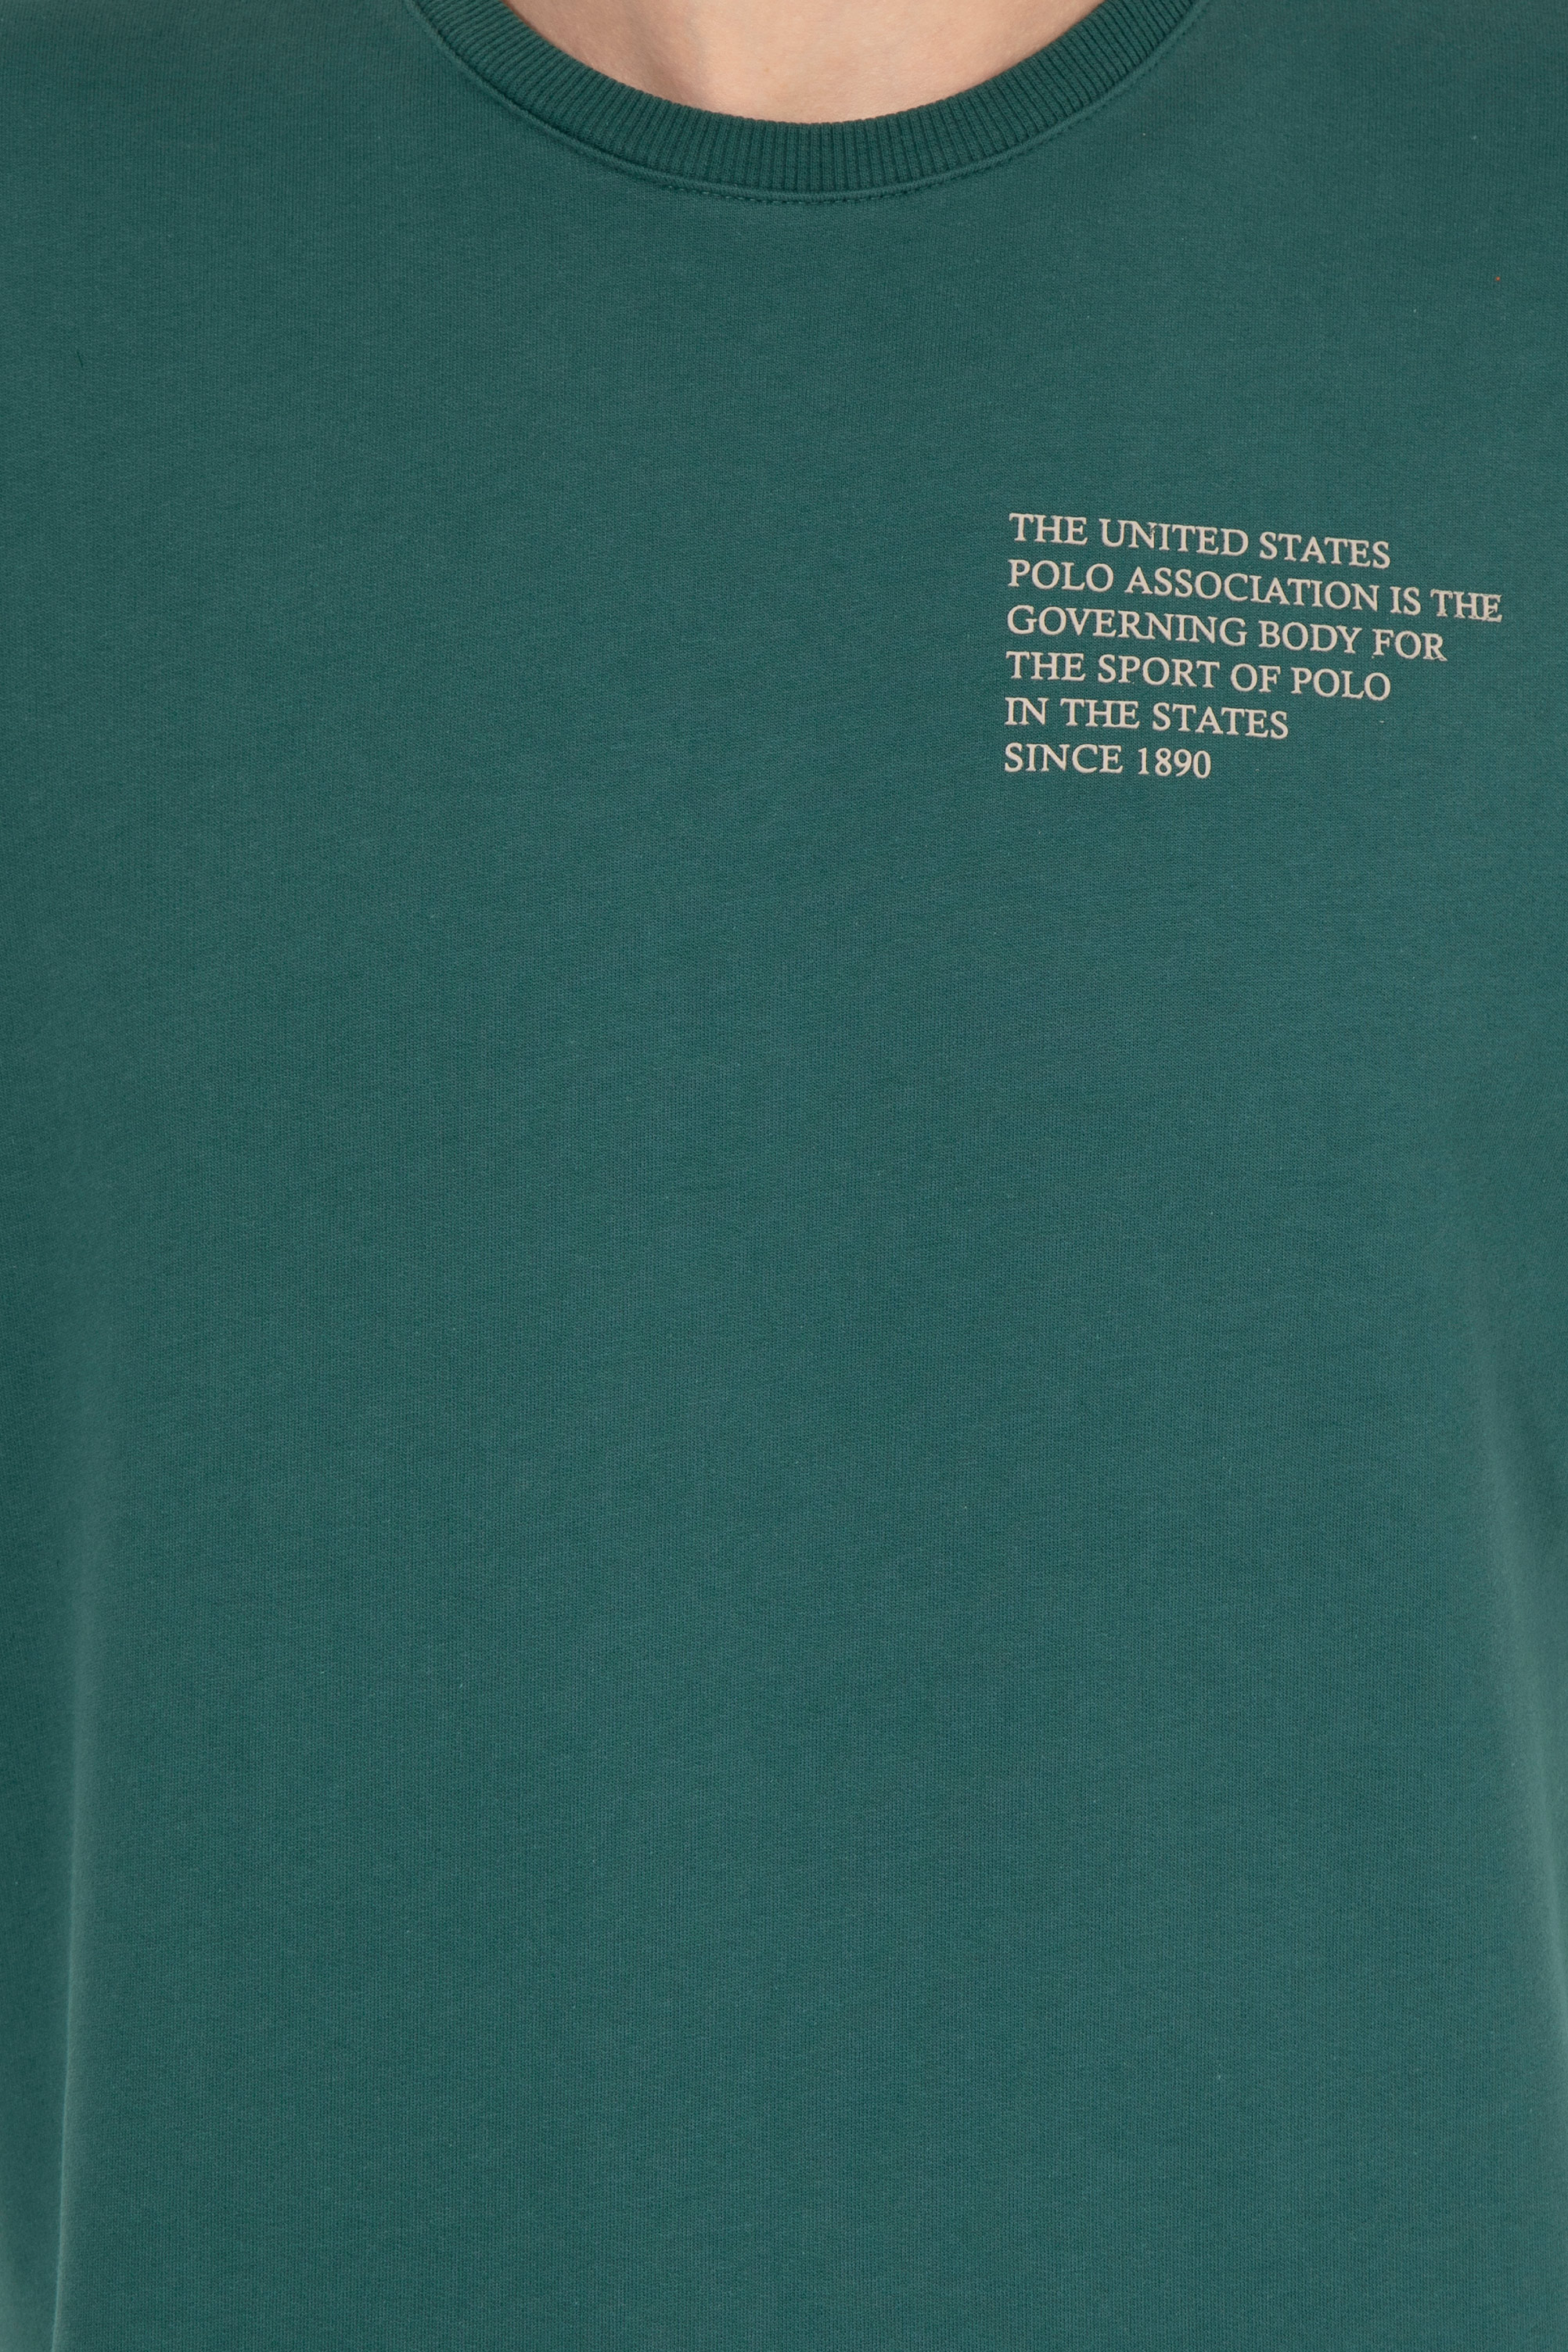 THE UNITED STATES
POLO ASSOCIATION IS THE
GOVERNING BODY FOR
THE SPORT OF POLO
IN THE STATES
SINCE 1890